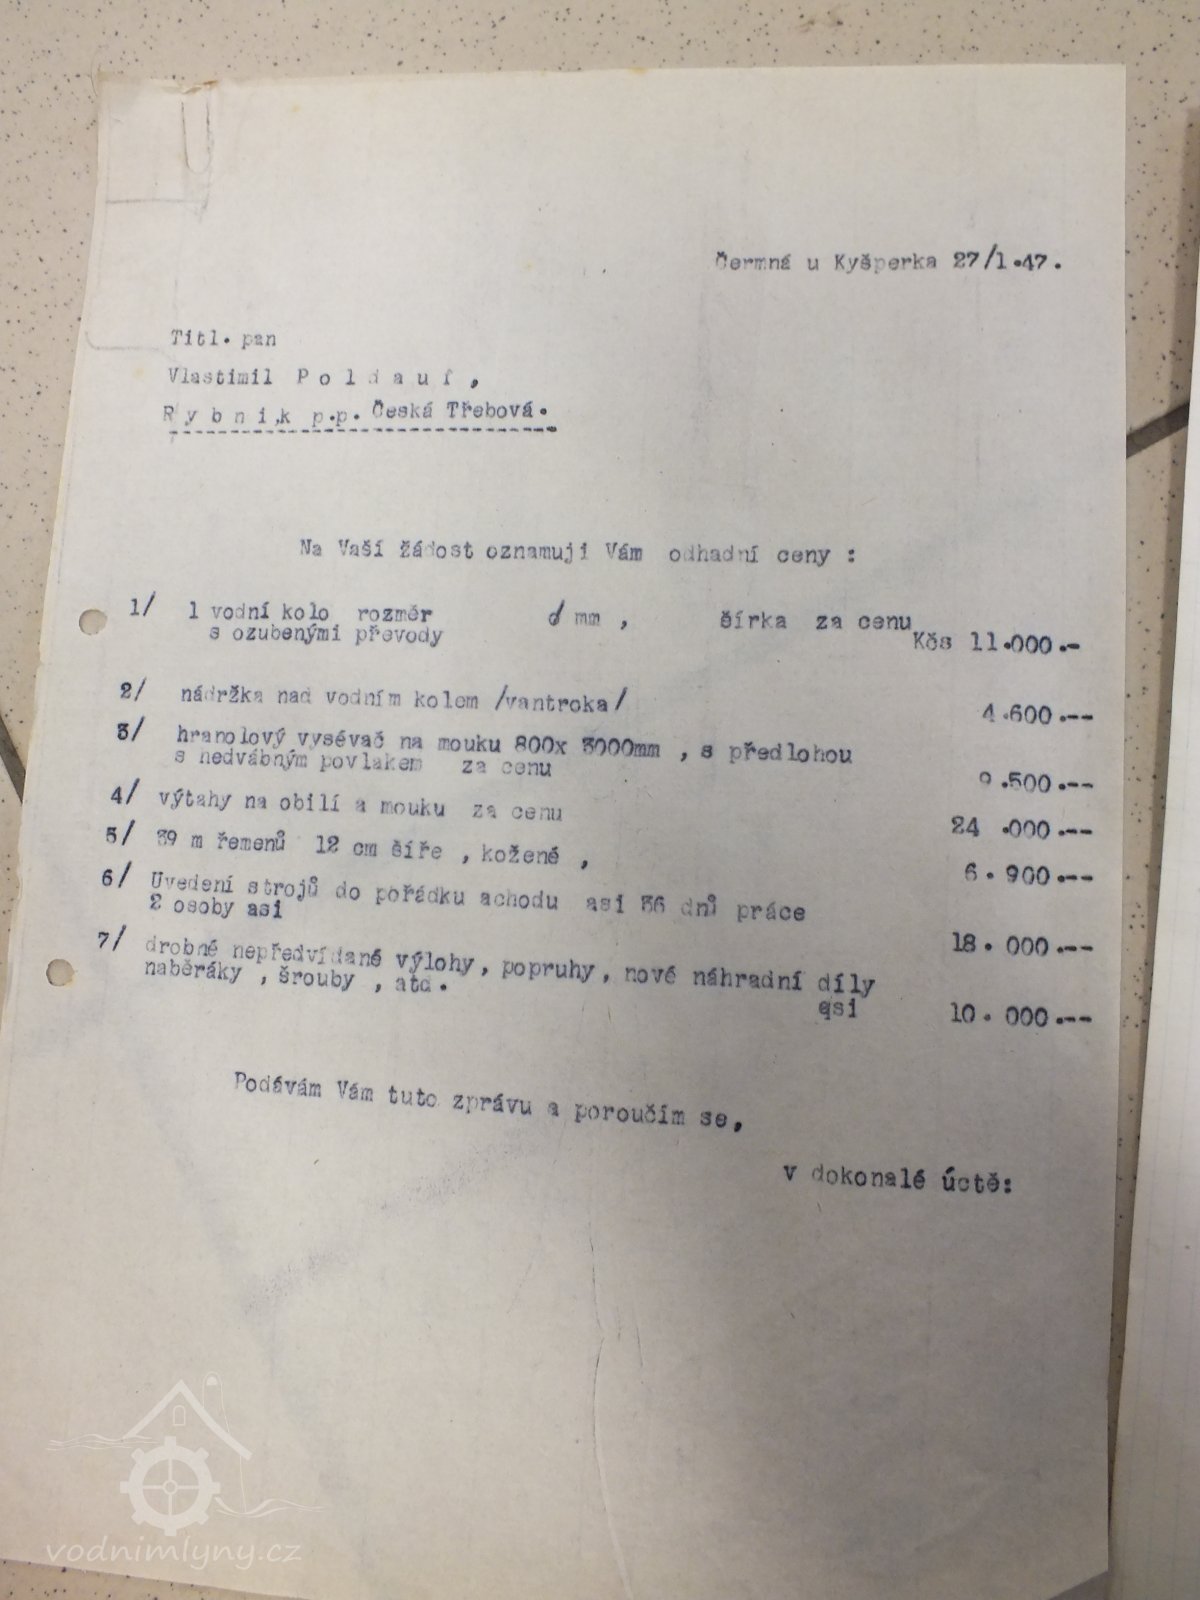 Čermná u Kyšperka 27/1.47.
Titl. pan
Vlastimil P o l d a u f ,
R y b n í k p.p. Česká Třebová.
Na Vaší žádost oznamuji Vám odhadní ceny :
1/ 1 vodní kolo rozměr mm , šířka za cenu
s ozubenými převody Kčs 11.000.-
2/ nádržka nad vodním kolem /vantroka/ 4.600.--
3/ hranolový vysévač na mouku 800x 3000mm , s předlohou
s hedvábným povlakem za cenu 9.500.--
4/ výtahy na obilí a mouku za cenu 24 .000.--
5/ 39 m řemenů 12 cm šíře , kožené , 6. 900.--
6/ Uvedení strojů do pořádku achodu asi 36 dnů práce
2 osoby asi 18. 000.--
7/ drobné nepředvídané výlohy, popruhy, nové náhradní díly
naběráky , šrouby , atd. asi 10. 000.--
Podávám Vám tuto zprávu a poroučím se,
v dokonalé úctě:
vodnimlyny.cz